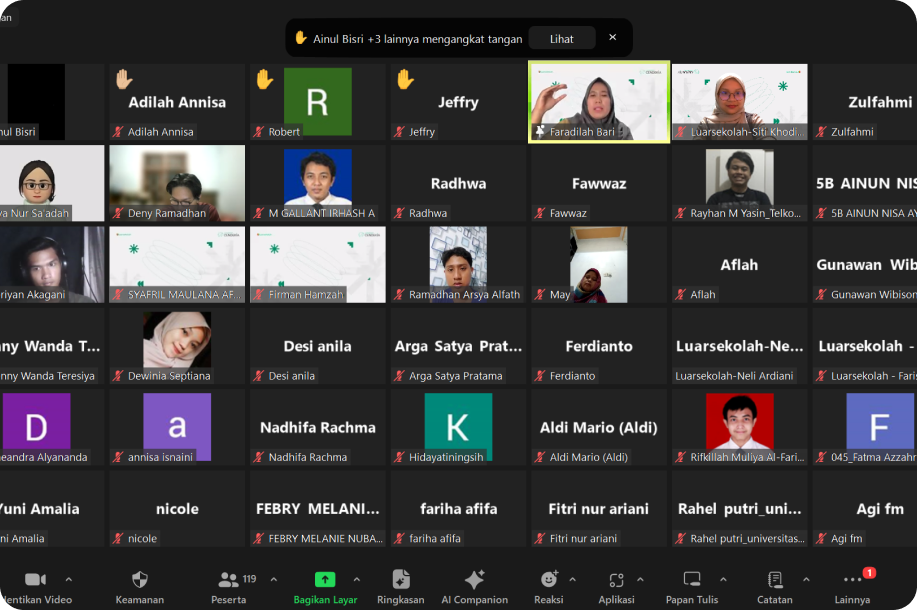 an
Ainul Bisri +3 lainnya mengangkat tangan
Lihat
nul Bisri
Adilah Annisa
Adilah Annisa
R
Robert
Jeffry
Jeffry
Faradilah Bari
Luarsekolah-Siti Khodi...
Zulfahmi
Zulfahmi
ya Nur Sa'adah
Deny Ramadhan
M GALLANT IRHASH A
Radhwa
Radhwa
Fawwaz
Fawwaz
Rayhan M Yasin_Telko...
5B AINUN NIS
5B AINUN NISA AY
riyan Akagani
SYAFRIL MAULANA AF...
Firman Hamzah
Ramadhan Arsya Alfath
May
Aflah
Aflah
Gunawan Wib
Gunawan Wibison
ny Wanda T...
nny Wanda Teresiya
Dewinia Septiana
Desi anila
Desi anila
Arga Satya Prat...
Arga Satya Pratama
Ferdianto
Ferdianto
Luarsekolah-Ne...
Luarsekolah-Neli Ardiani
Luarsekolah -
Luarsekolah - Faris
D
eandra Alyananda
a
annisa isnaini
Nadhifa Rachma
Nadhifa Rachma
K
Hidayatiningsih
Aldi Mario (Aldi)
Aldi Mario (Aldi)
Rifkillah Muliya Al-Fari...
F
045_Fatma Azzahr
Yuni Amalia
ni Amalia
nicole
nicole
FEBRY MELANI...
FEBRY MELANIE NUBA...
fariha afifa
fariha afifa
Fitri nur ariani
Fitri nur ariani
Rahel putri_uni...
Rahel putri_universitas...
Agi fm
Agi fm
entikan Video
Keamanan
119
Peserta
Bagikan Layar
Ringkasan
AI Companion
Reaksi
Aplikasi
Papan Tulis
Catatan
1
Lainnya